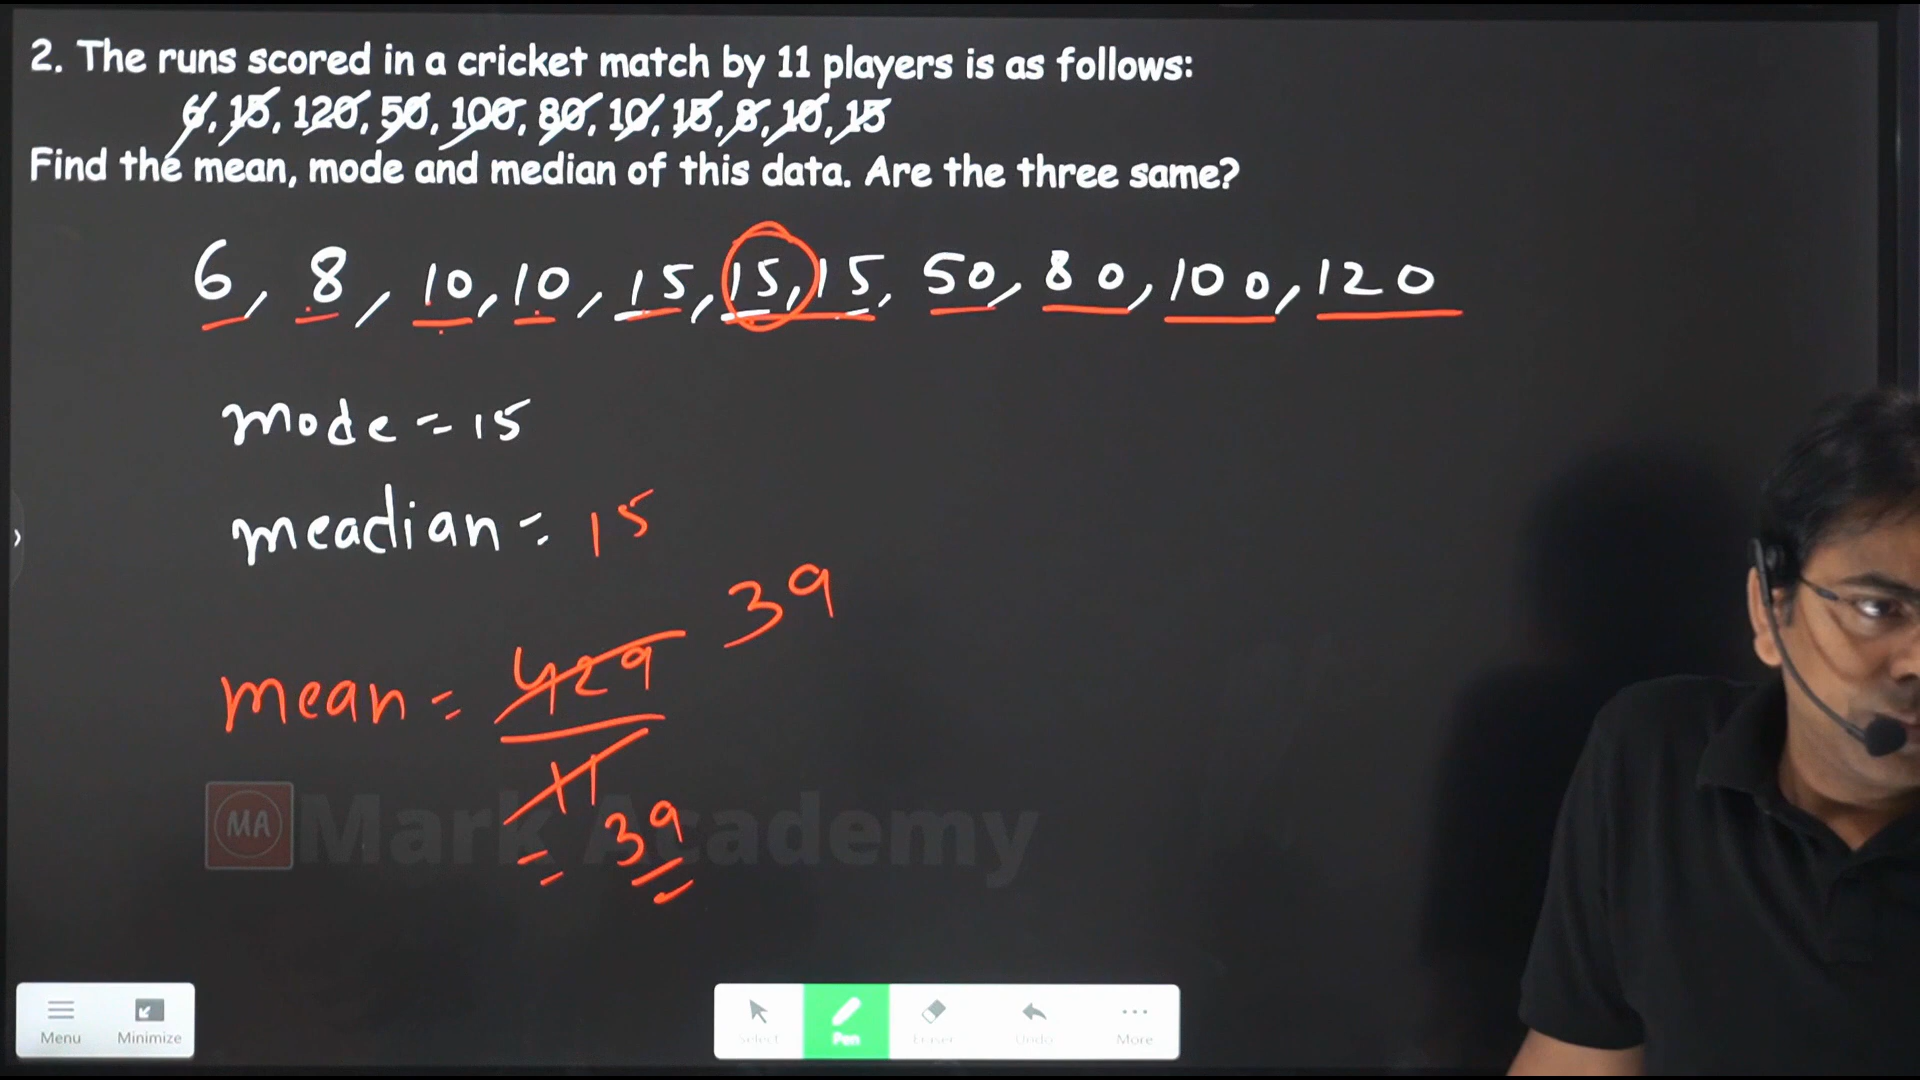 2. The runs scored in a cricket match by 11 players is as follows:
6, 15, 120, 50, 100, 80, 10, 15, 8, 10, 15
Find the mean, mode and median of this data. Are the three same?
6, 8, 10, 10, 15, 15, 15, 50, 80, 100, 120
mode = 15
meadian = 15
39
mean = 429
11
= 39
MA Mark Academy
Menu Minimize Select Pen Eraser Undo More